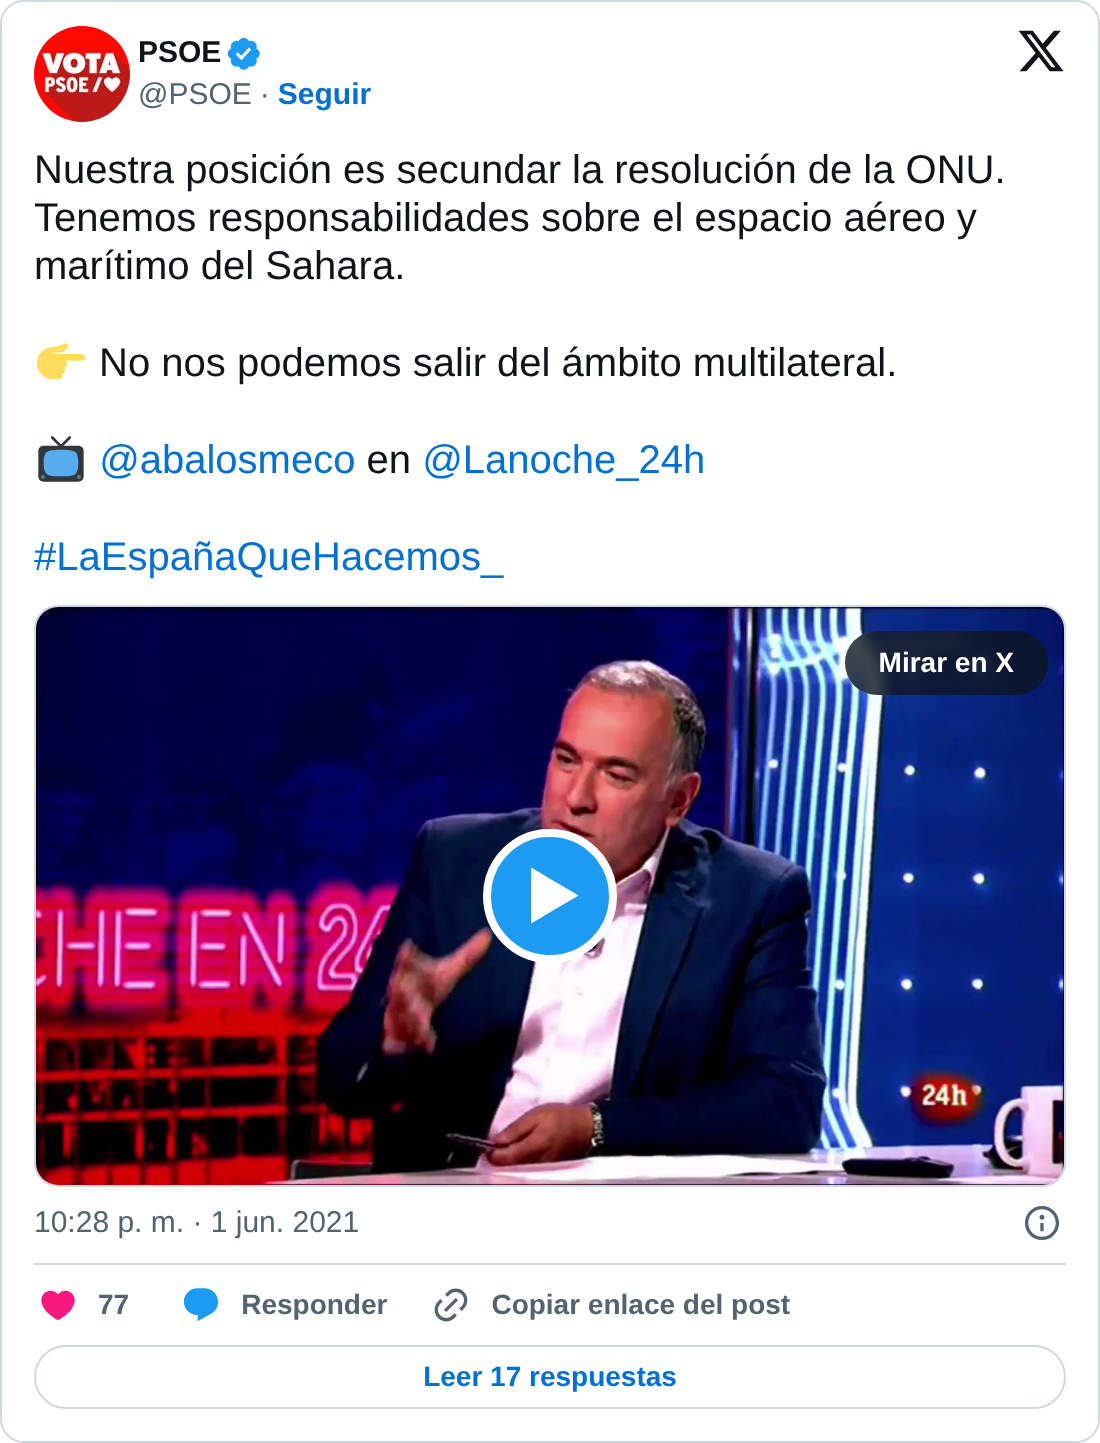 VOTA
PSOE /
PSOE
@PSOE · Seguir
Nuestra posición es secundar la resolución de la ONU.
Tenemos responsabilidades sobre el espacio aéreo y
marítimo del Sahara.
👉 No nos podemos salir del ámbito multilateral.
📺 @abalosmeco en @Lanoche_24h
#LaEspañaQueHacemos_
Mirar en X
CHE EN 24
24h
10:28 p. m. · 1 jun. 2021
77
Responder
Copiar enlace del post
Leer 17 respuestas